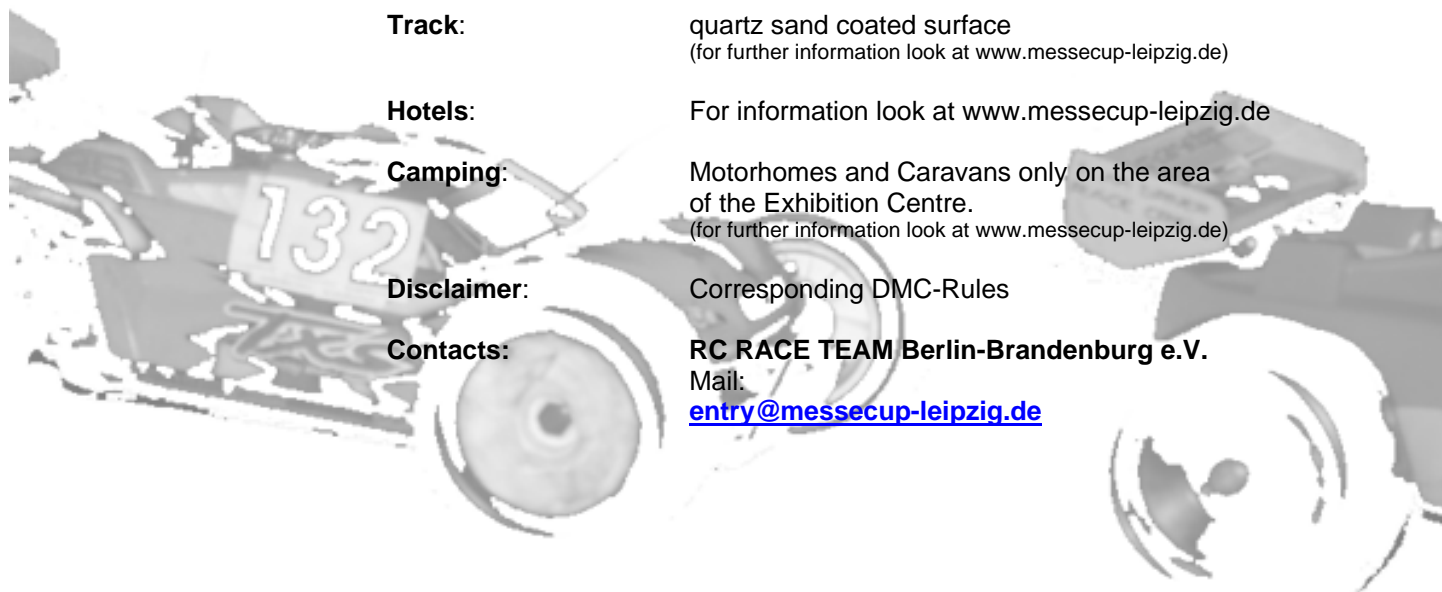 Track: quartz sand coated surface
(for further information look at www.messecup-leipzig.de)
Hotels: For information look at www.messecup-leipzig.de
Camping: Motorhomes and Caravans only on the area
of the Exhibition Centre.
(for further information look at www.messecup-leipzig.de)
132
Disclaimer: Corresponding DMC-Rules
Contacts: RC RACE TEAM Berlin-Brandenburg e.V.
Mail:
entry@messecup-leipzig.de